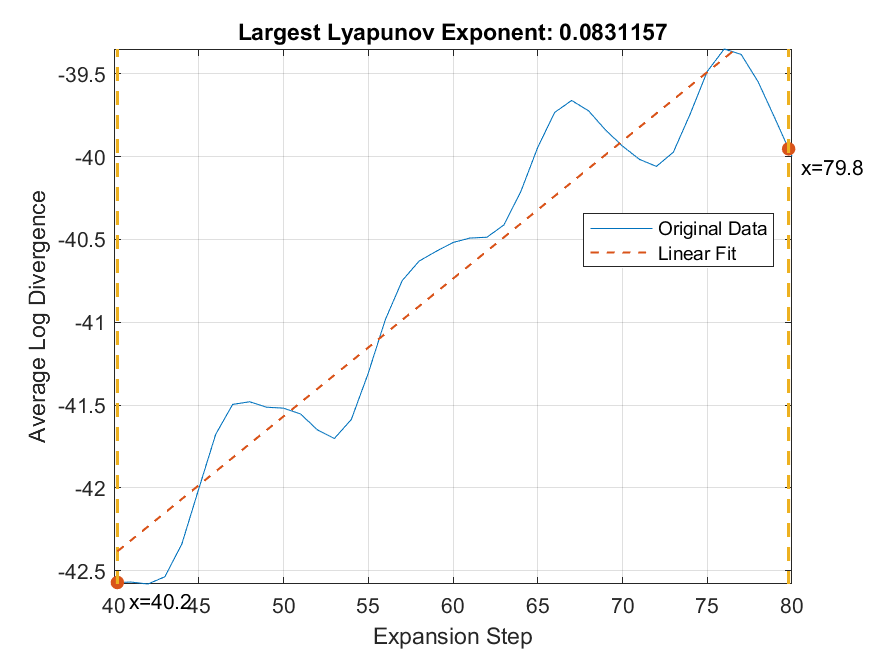 Largest Lyapunov Exponent: 0.0831157
Average Log Divergence
-39.5
-40
-40.5
-41
-41.5
-42
-42.5
x=79.8
Original Data
Linear Fit
x=40.2
40 45 50 55 60 65 70 75 80
Expansion Step